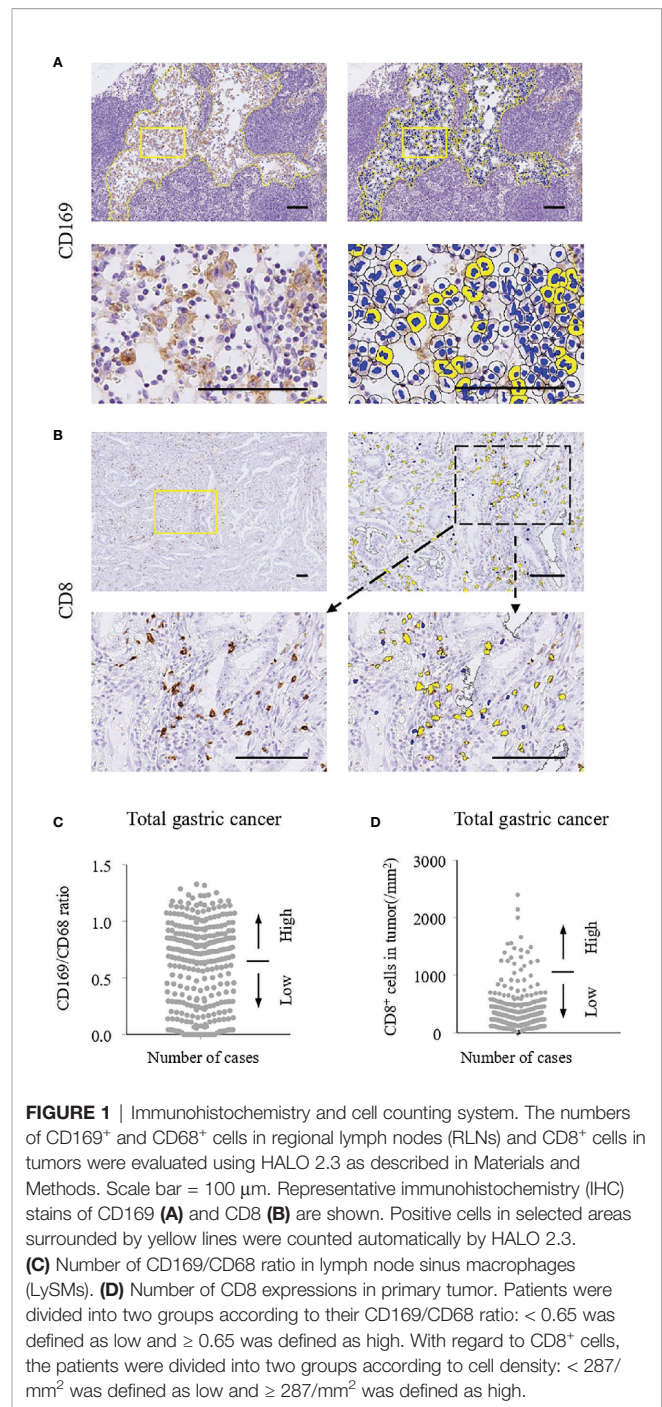 A
CD169
B
CD8
C
Total gastric cancer
CD169/CD68 ratio
1.5
1.0
0.5
0.0
High
Low
Number of cases
D
Total gastric cancer
CD8⁺ cells in tumor(/mm²)
3000
2000
1000
0
High
Low
Number of cases
FIGURE 1 | Immunohistochemistry and cell counting system. The numbers
of CD169⁺ and CD68⁺ cells in regional lymph nodes (RLNs) and CD8⁺ cells in
tumors were evaluated using HALO 2.3 as described in Materials and
Methods. Scale bar = 100 μm. Representative immunohistochemistry (IHC)
stains of CD169 (A) and CD8 (B) are shown. Positive cells in selected areas
surrounded by yellow lines were counted automatically by HALO 2.3.
(C) Number of CD169/CD68 ratio in lymph node sinus macrophages
(LySMs). (D) Number of CD8 expressions in primary tumor. Patients were
divided into two groups according to their CD169/CD68 ratio: < 0.65 was
defined as low and ≥ 0.65 was defined as high. With regard to CD8⁺ cells,
the patients were divided into two groups according to cell density: < 287/
mm² was defined as low and ≥ 287/mm² was defined as high.